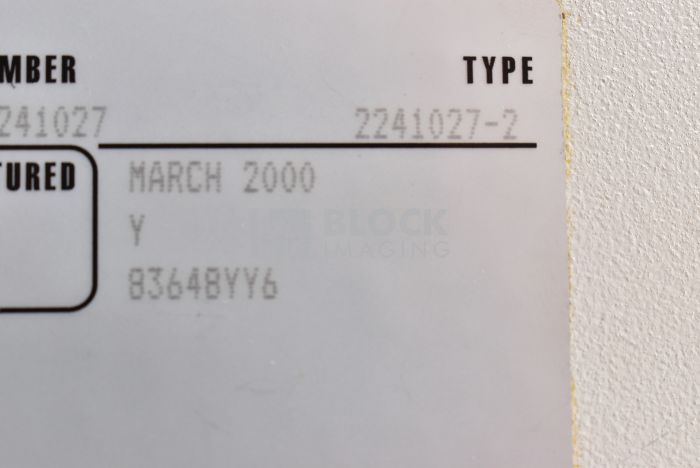 MBER TYPE
241027 2241027-2
TURED MARCH 2000
Y
83648YY6
BLOCK
IMAGING